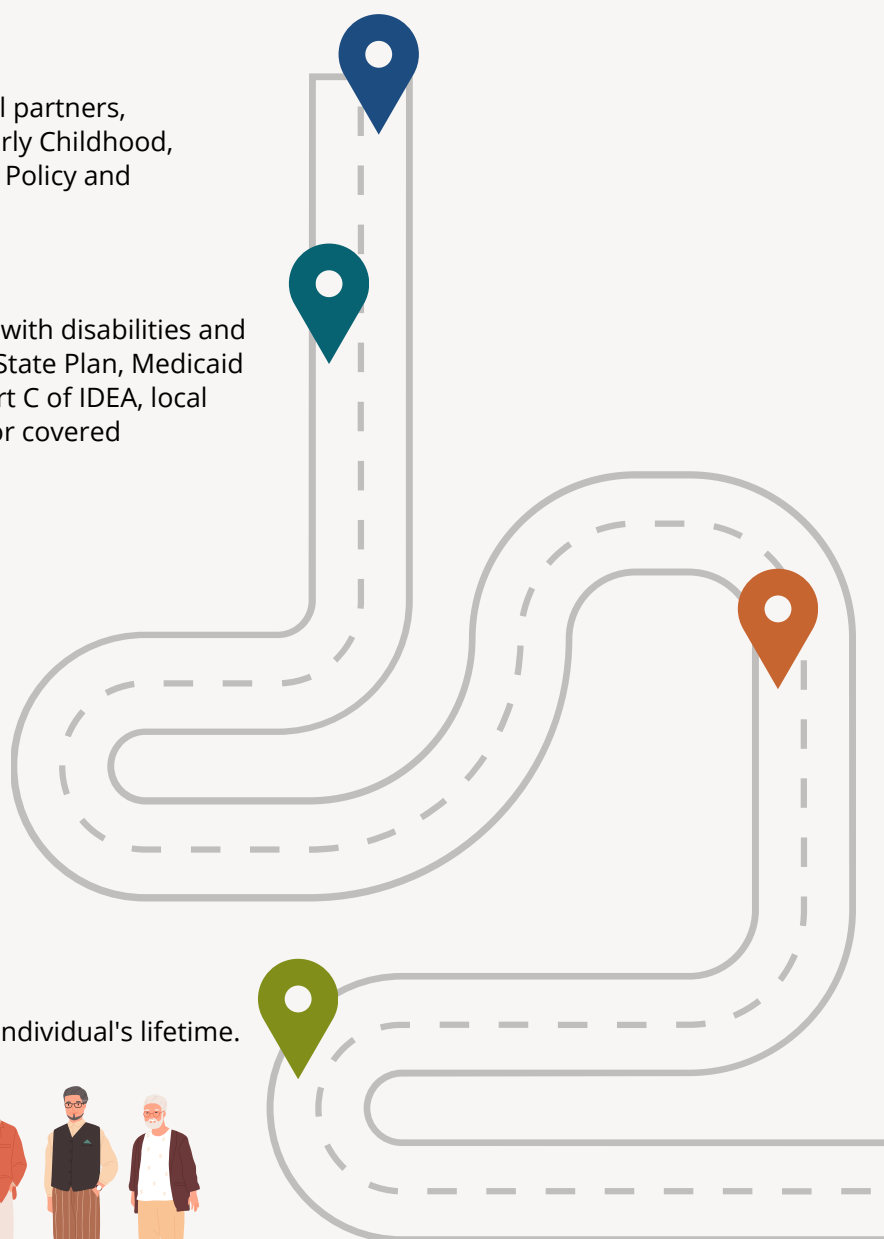 l partners,
rly Childhood,
Policy and
with disabilities and
State Plan, Medicaid
rt C of IDEA, local
or covered
ndividual's lifetime.